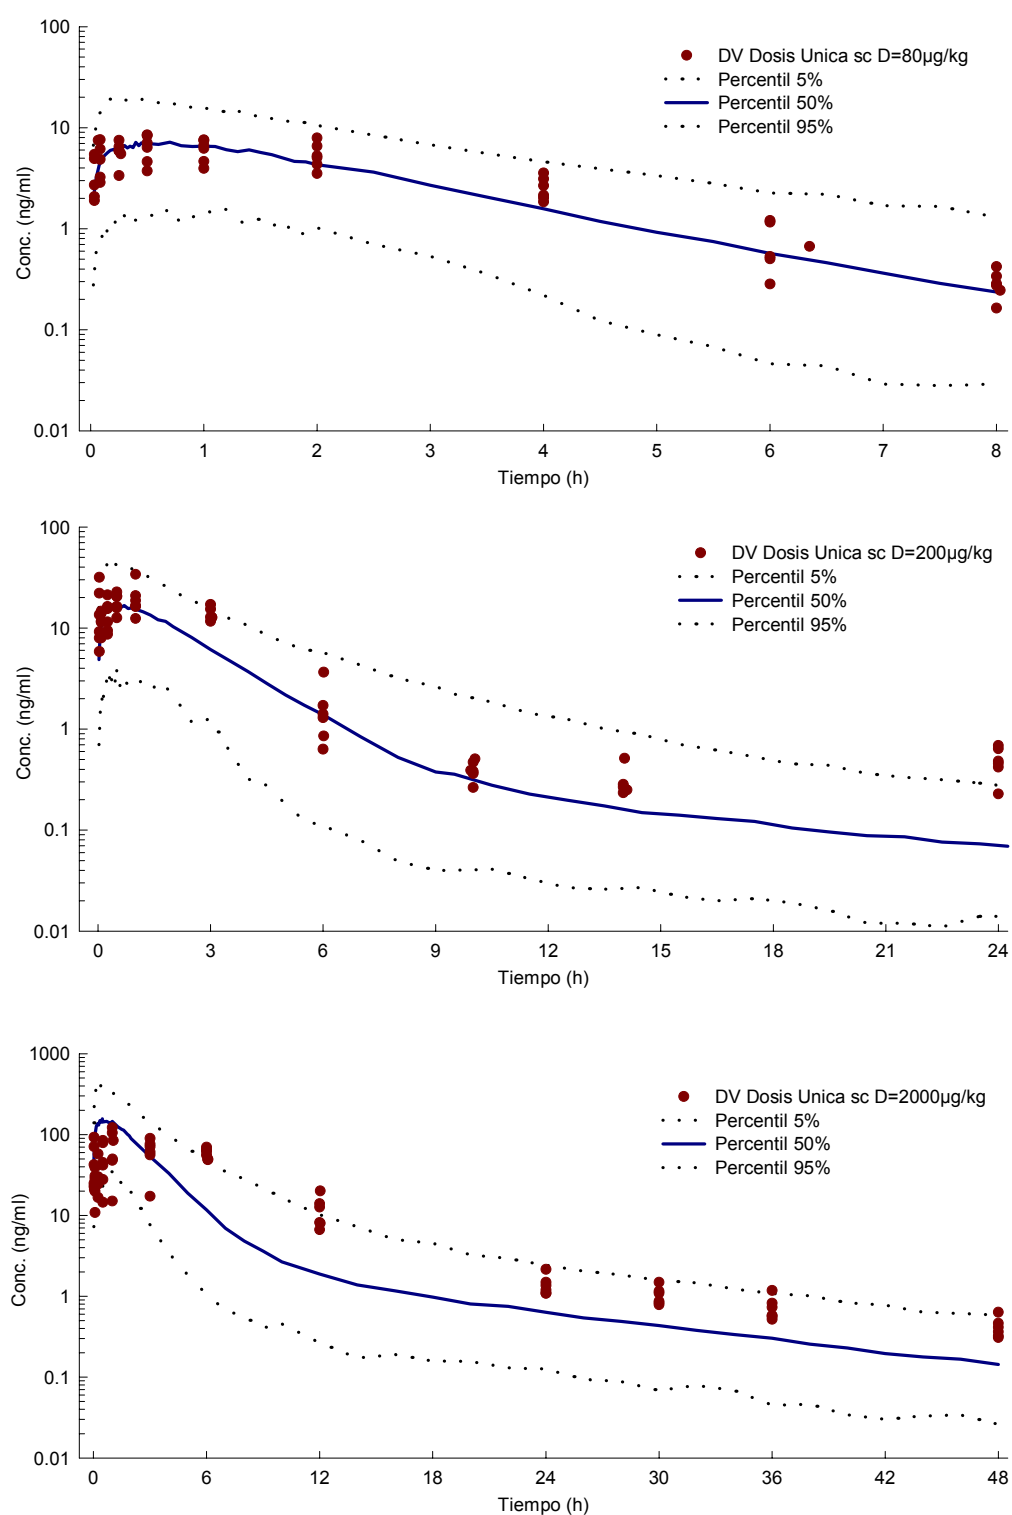 100
DV Dosis Unica sc D=80µg/kg
Percentil 5%
10
Percentil 50%
Percentil 95%
Conc. (ng/ml)
1
0.1
0.01
0 1 2 3 4 5 6 7 8
Tiempo (h)
100
DV Dosis Unica sc D=200µg/kg
Percentil 5%
Percentil 50%
10
Percentil 95%
Conc. (ng/ml)
1
0.1
0.01
0 3 6 9 12 15 18 21 24
Tiempo (h)
1000
DV Dosis Unica sc D=2000µg/kg
Percentil 5%
100
Percentil 50%
Percentil 95%
10
Conc. (ng/ml)
1
0.1
0.01
0 6 12 18 24 30 36 42 48
Tiempo (h)